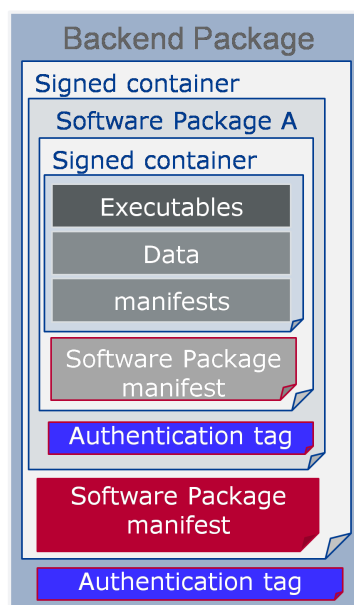 Backend Package
Signed container
Software Package A
Signed container
Executables
Data
manifests
Software Package
manifest
Authentication tag
Software Package
manifest
Authentication tag